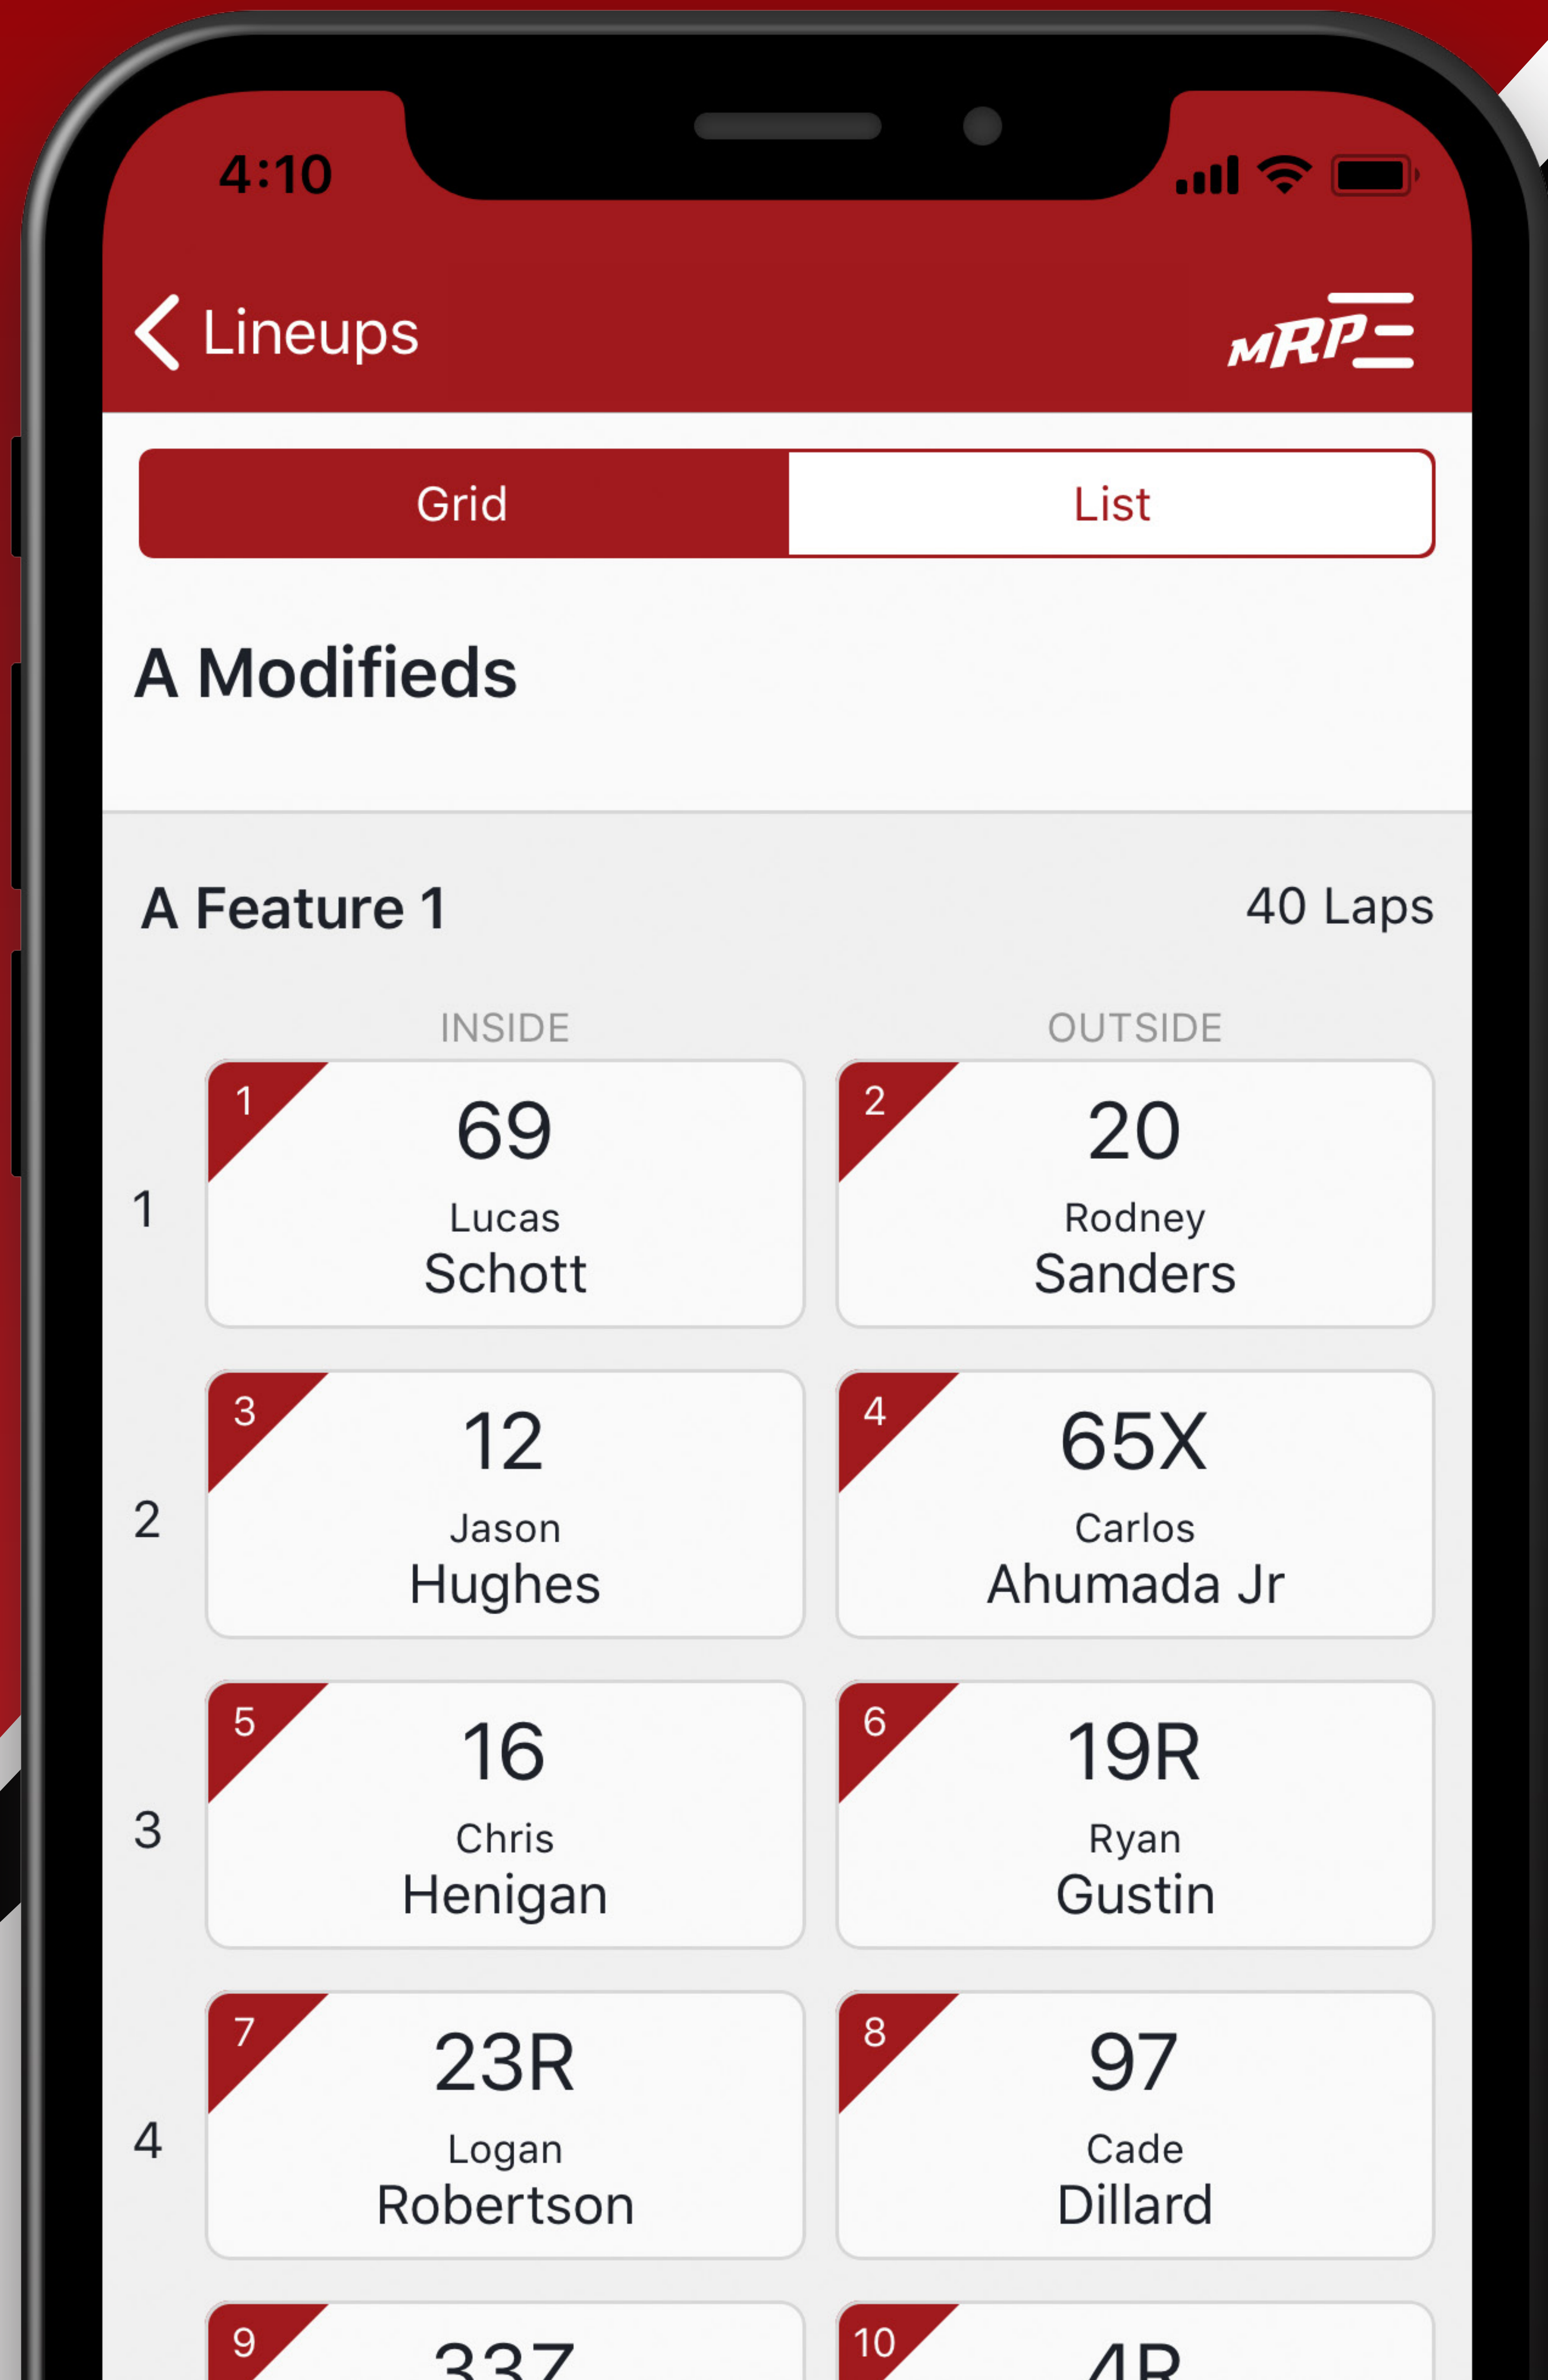 4:10
Lineups
MRP
Grid
List
A Modifieds
A Feature 1
40 Laps
INSIDE
OUTSIDE
1
1
69
Lucas
Schott
2
20
Rodney
Sanders
2
3
12
Jason
Hughes
4
65X
Carlos
Ahumada Jr
3
5
16
Chris
Henigan
6
19R
Ryan
Gustin
4
7
23R
Logan
Robertson
8
97
Cade
Dillard
9
33Z
10
4R